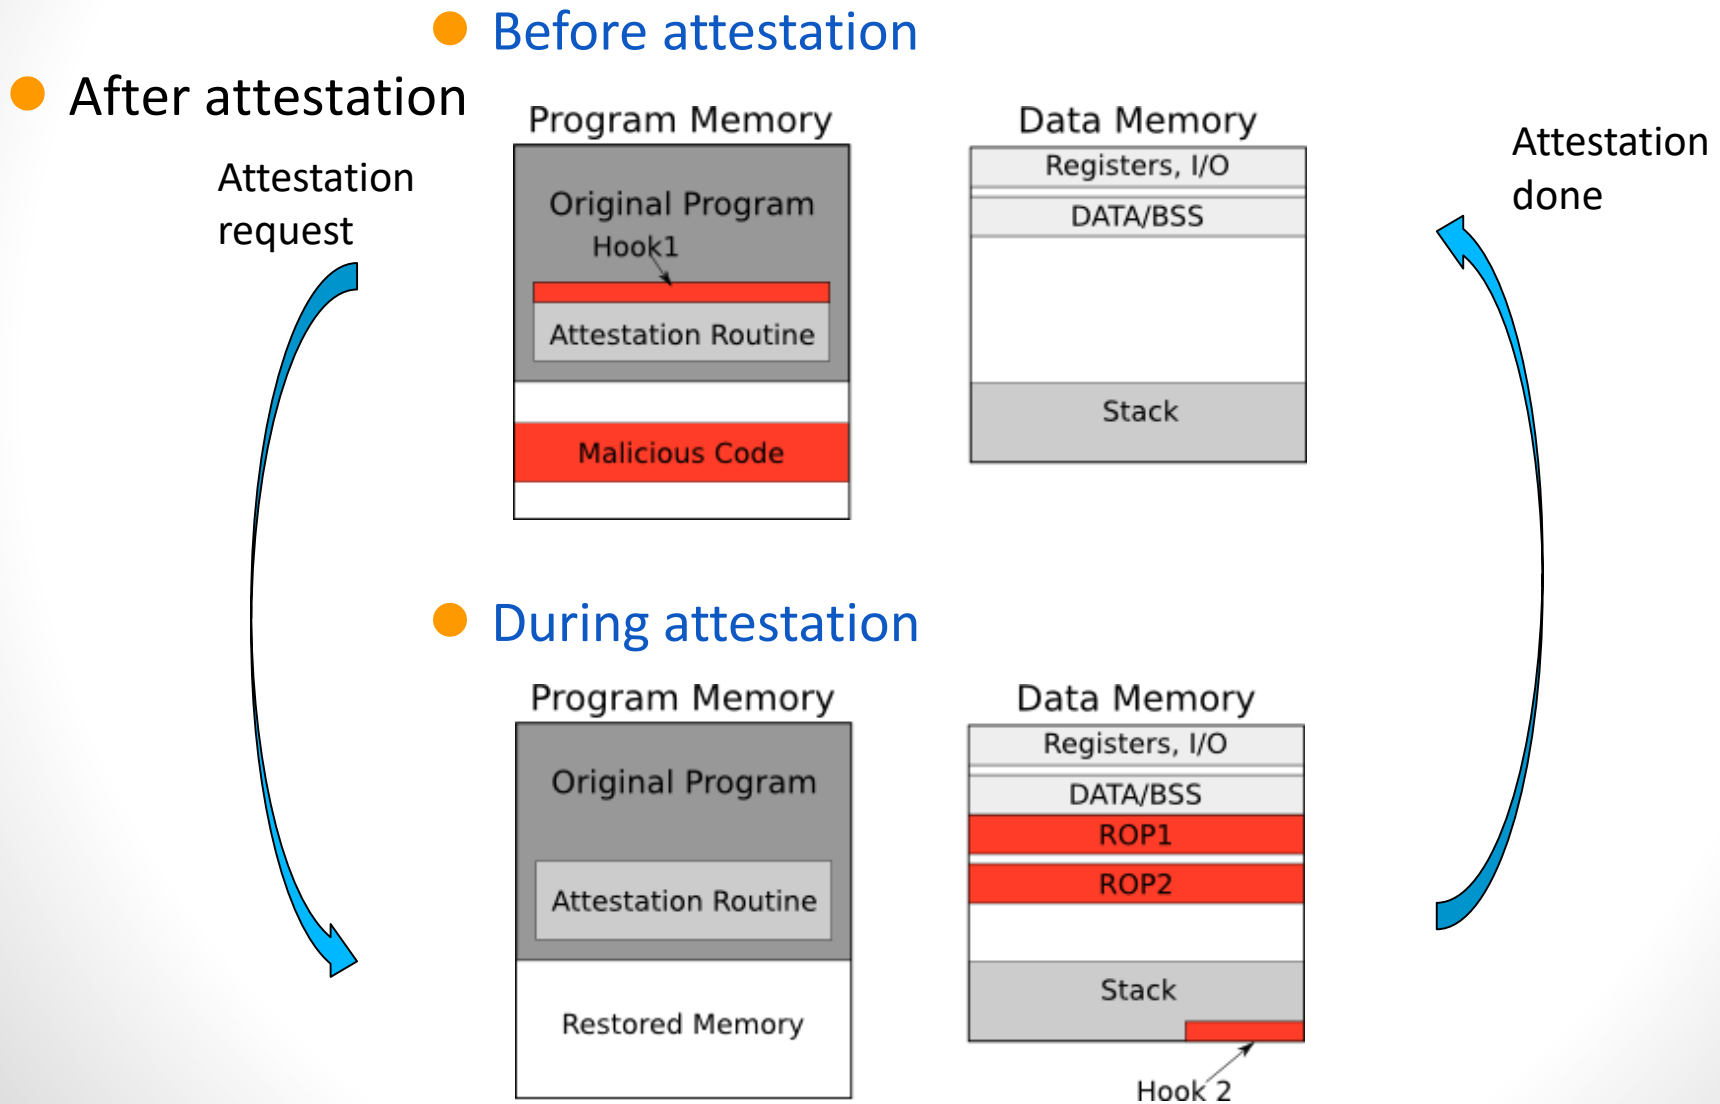 Before attestation
After attestation
Program Memory
Original Program
Hook1
Attestation Routine
Malicious Code
Data Memory
Registers, I/O
DATA/BSS
Stack
Attestation
request
Attestation
done
During attestation
Program Memory
Original Program
Attestation Routine
Restored Memory
Data Memory
Registers, I/O
DATA/BSS
ROP1
ROP2
Stack
Hook 2